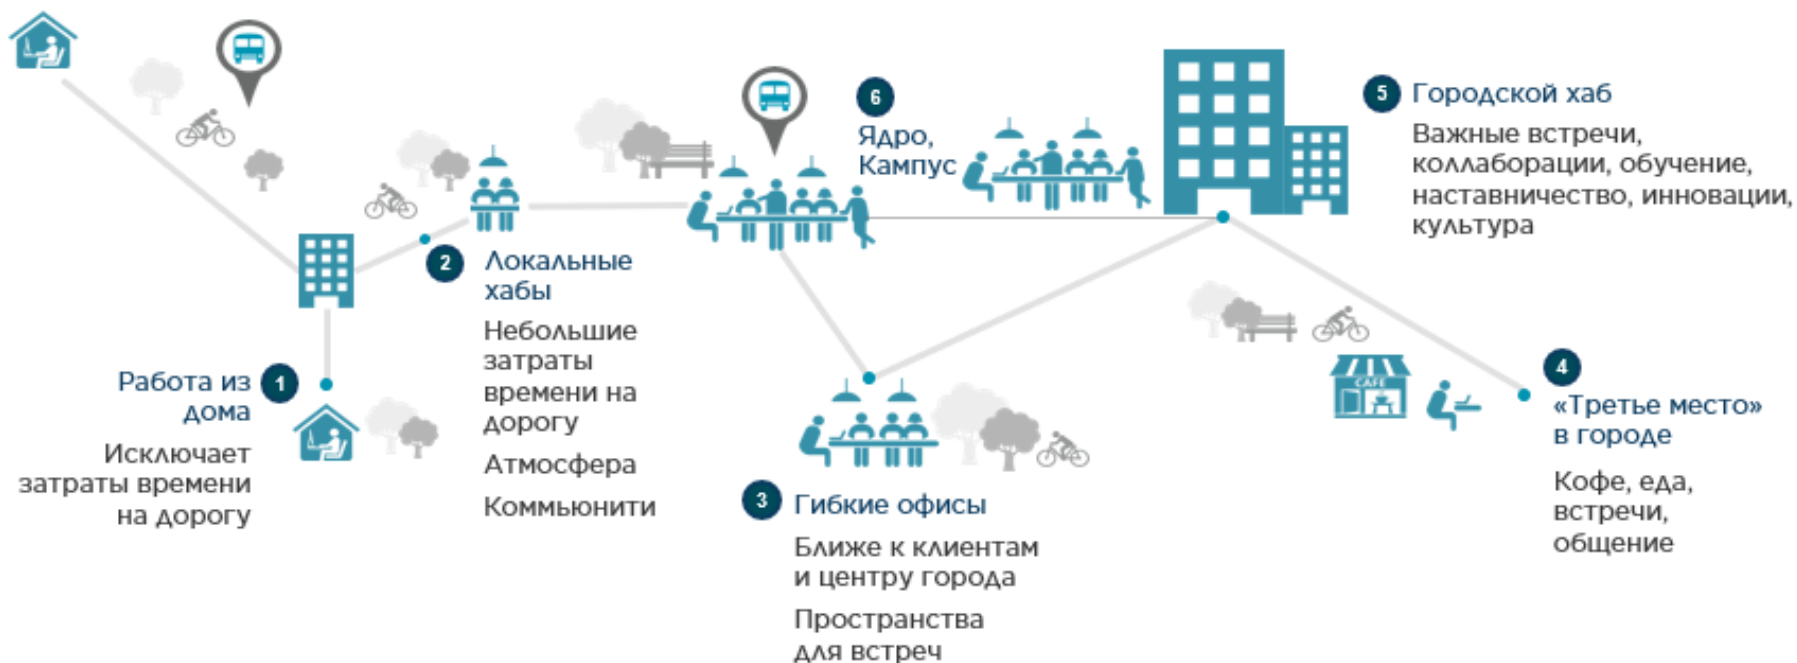 1
Работа из
дома
Исключает
затраты времени
на дорогу
2
Локальные
хабы
Небольшие
затраты
времени на
дорогу
Атмосфера
Коммьюнити
3
Гибкие офисы
Ближе к клиентам
и центру города
Пространства
для встреч
6
Ядро,
Кампус
5
Городской хаб
Важные встречи,
коллаборации, обучение,
наставничество, инновации,
культура
CAFE
4
«Третье место»
в городе
Кофе, еда,
встречи,
общение